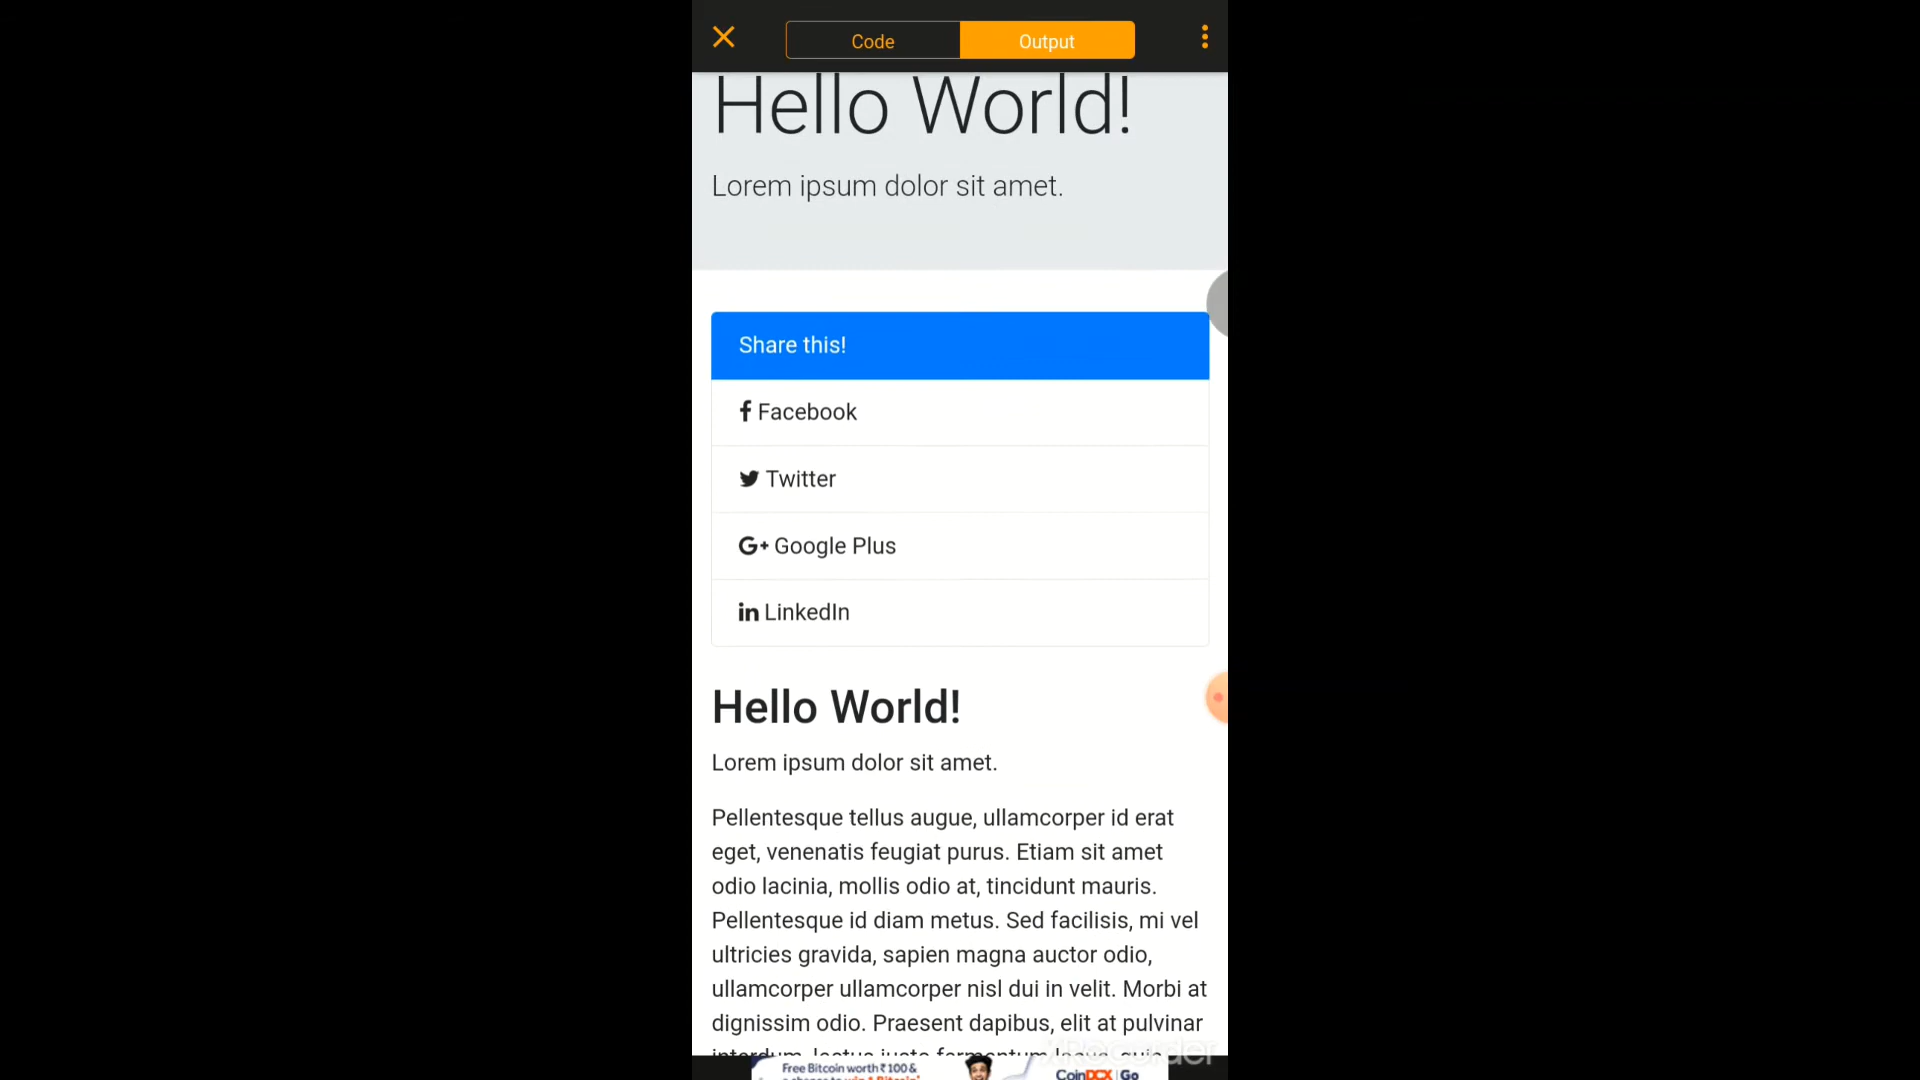 Code
Output
Hello World!
Lorem ipsum dolor sit amet.
Share this!
Facebook
Twitter
G+ Google Plus
in LinkedIn
Hello World!
Lorem ipsum dolor sit amet.
Pellentesque tellus augue, ullamcorper id erat
eget, venenatis feugiat purus. Etiam sit amet
odio lacinia, mollis odio at, tincidunt mauris.
Pellentesque id diam metus. Sed facilisis, mi vel
ultricies gravida, sapien magna auctor odio,
ullamcorper ullamcorper nisl dui in velit. Morbi at
dignissim odio. Praesent dapibus, elit at pulvinar
Free Bitcoin worth ₹100 &
CoinDCX | Go